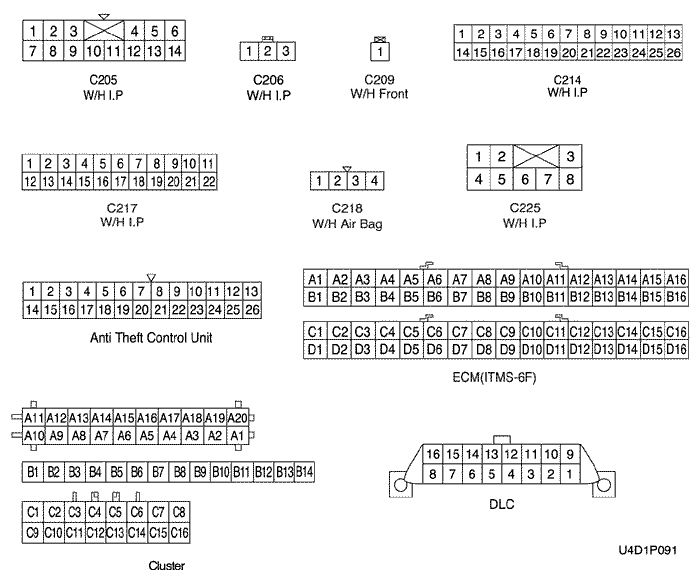 1 2 3 4 5 6
7 8 9 10 11 12 13 14
C205
W/H I.P
1 2 3
C206
W/H I.P
1
C209
W/H Front
1 2 3 4 5 6 7 8 9 10 11 12 13
14 15 16 17 18 19 20 21 22 23 24 25 26
C214
W/H I.P
1 2 3 4 5 6 7 8 9 10 11
12 13 14 15 16 17 18 19 20 21 22
C217
W/H I.P
1 2 3 4
C218
W/H Air Bag
1 2 3
4 5 6 7 8
C225
W/H I.P
1 2 3 4 5 6 7 8 9 10 11 12 13
14 15 16 17 18 19 20 21 22 23 24 25 26
Anti Theft Control Unit
A1 A2 A3 A4 A5 A6 A7 A8 A9 A10 A11 A12 A13 A14 A15 A16
B1 B2 B3 B4 B5 B6 B7 B8 B9 B10 B11 B12 B13 B14 B15 B16
C1 C2 C3 C4 C5 C6 C7 C8 C9 C10 C11 C12 C13 C14 C15 C16
D1 D2 D3 D4 D5 D6 D7 D8 D9 D10 D11 D12 D13 D14 D15 D16
ECM(ITMS-6F)
A11 A12 A13 A14 A15 A16 A17 A18 A19 A20
A10 A9 A8 A7 A6 A5 A4 A3 A2 A1
B1 B2 B3 B4 B5 B6 B7 B8 B9 B10 B11 B12 B13 B14
C1 C2 C3 C4 C5 C6 C7 C8
C9 C10 C11 C12 C13 C14 C15 C16
Cluster
16 15 14 13 12 11 10 9
8 7 6 5 4 3 2 1
DLC
U4D1P091